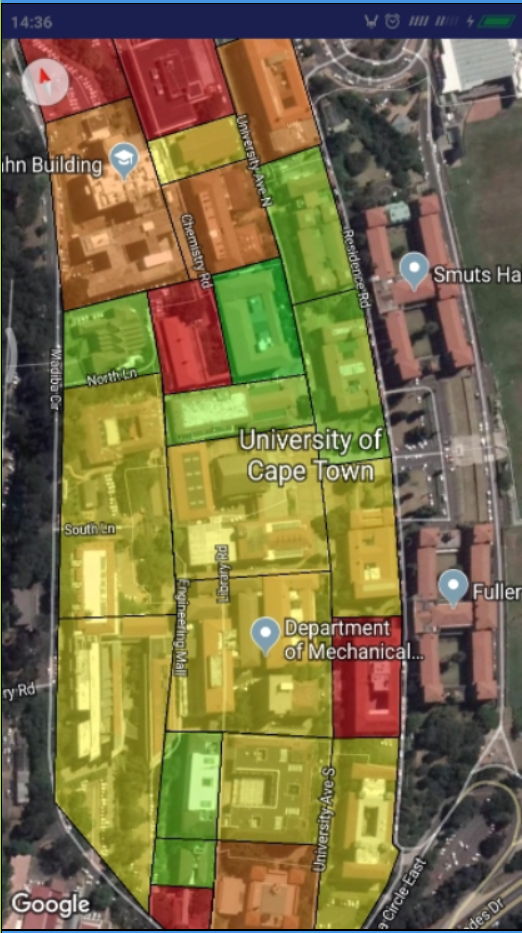 14:36
University Ave-N
hn Building
Chemistry Rd
Residence Rd
Smuts Ha
Madiba Cir
North Ln
University of
Cape Town
South Ln
Library Rd
Engineering Mall
Fuller
Department
of Mechanical...
ry Rd
University Ave-S
a-Circle East
des Dr
Google